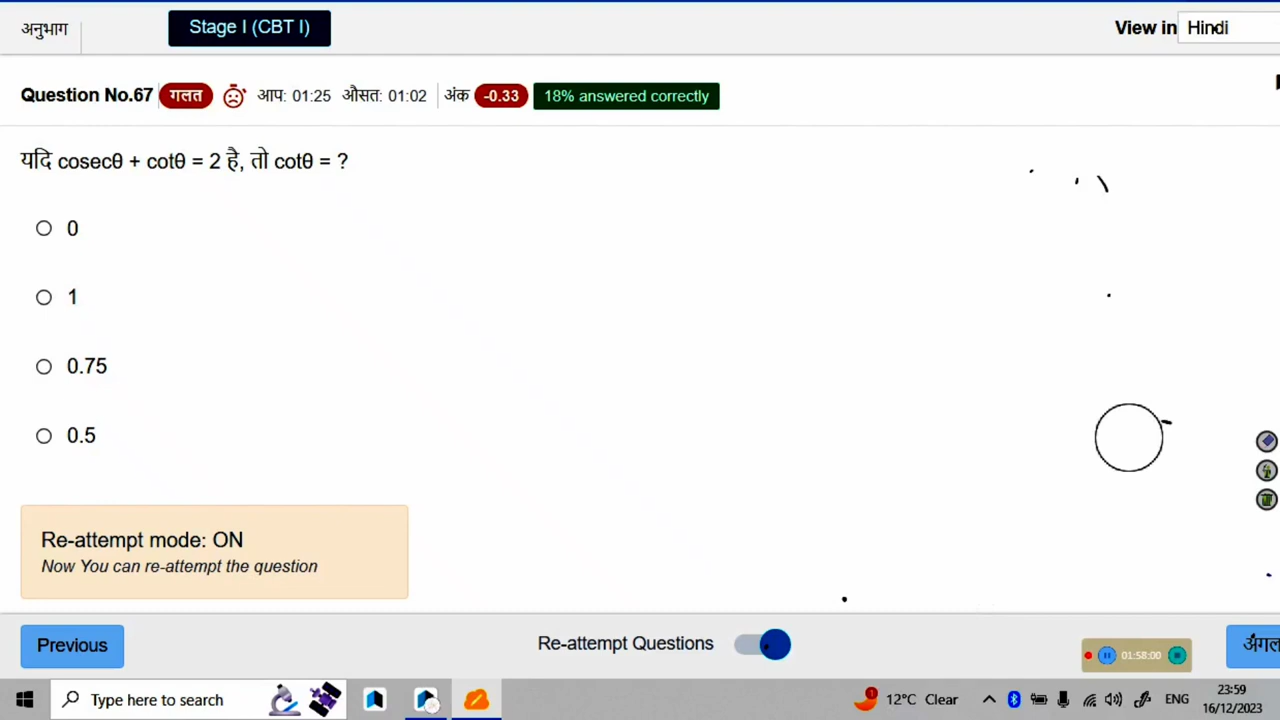 अनुभाग Stage I (CBT I) View in Hindi
Question No.67 गलत आप: 01:25 औसत: 01:02 अंक -0.33 18% answered correctly
यदि cosecθ + cotθ = 2 है, तो cotθ = ?
0
1
0.75
0.5
Re-attempt mode: ON
Now You can re-attempt the question
Previous Re-attempt Questions 01:58:00
Type here to search 1 12°C Clear ENG 23:59
16/12/2023